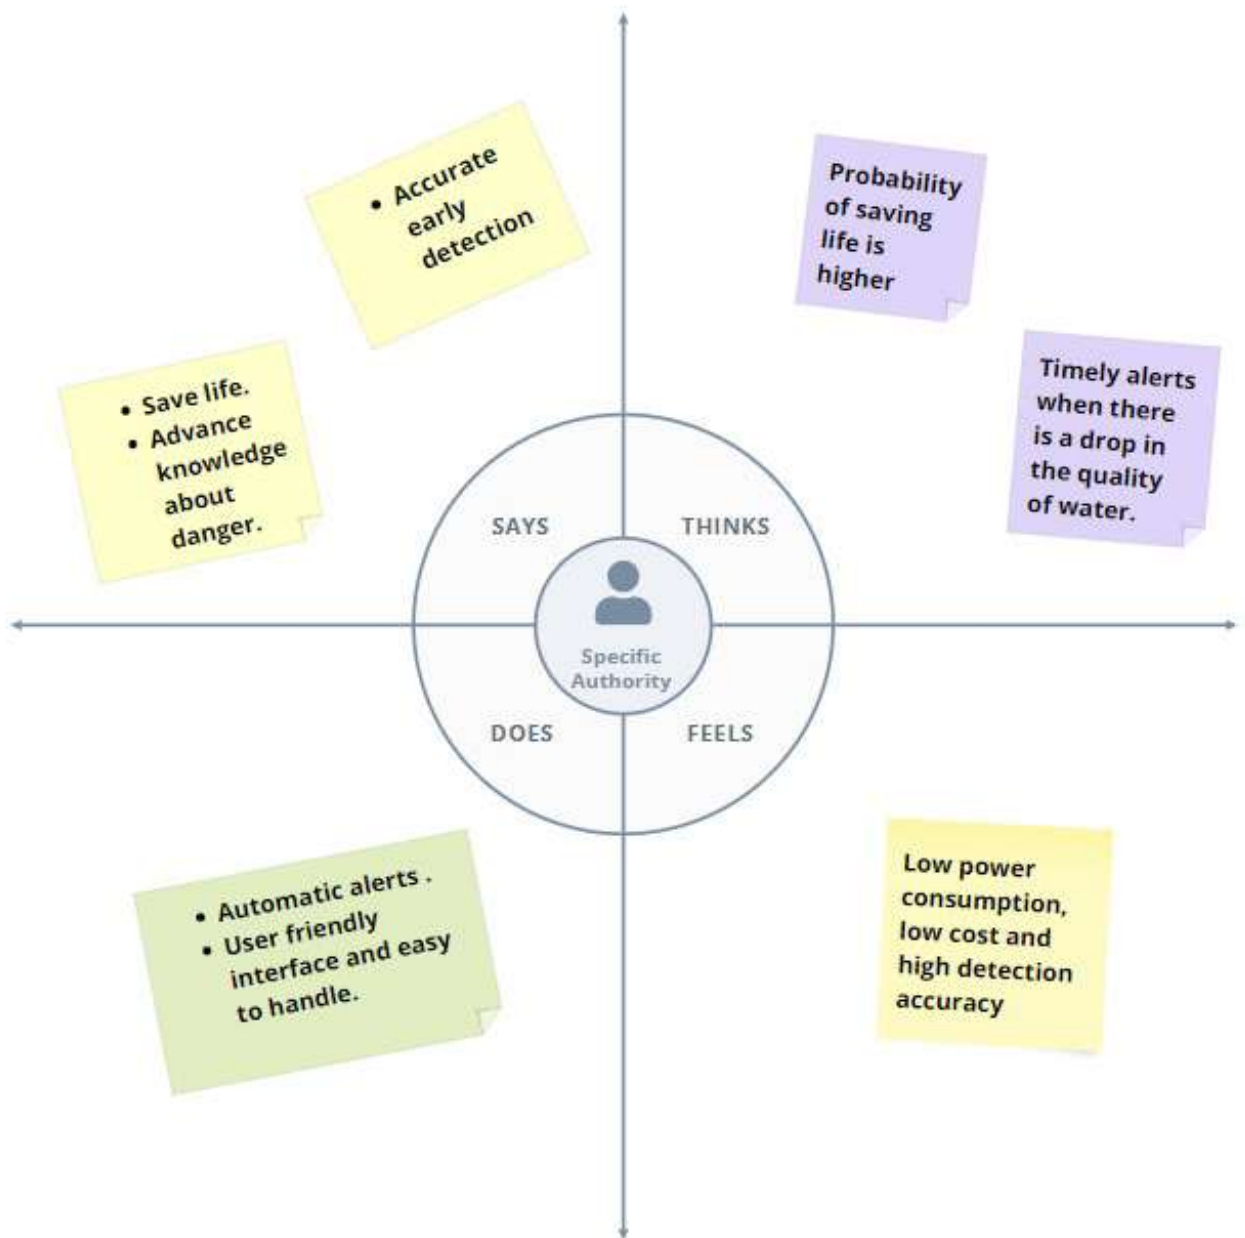 • Accurate
early
detection
• Save life.
• Advance
knowledge
about
danger.
Probability
of saving
life is
higher
Timely alerts
when there
is a drop in
the quality
of water.
SAYS
THINKS
Specific
Authority
DOES
FEELS
• Automatic alerts .
• User friendly
interface and easy
to handle.
Low power
consumption,
low cost and
high detection
accuracy